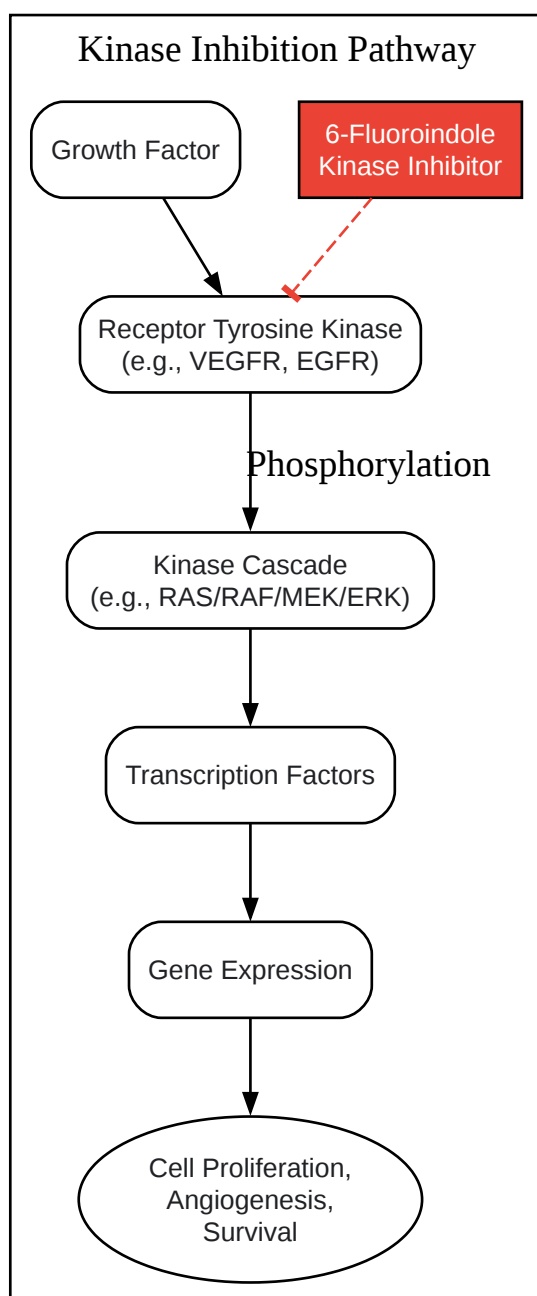 Kinase Inhibition Pathway
Growth Factor
6-Fluoroindole
Kinase Inhibitor
Receptor Tyrosine Kinase
(e.g., VEGFR, EGFR)
Phosphorylation
Kinase Cascade
(e.g., RAS/RAF/MEK/ERK)
Transcription Factors
Gene Expression
Cell Proliferation,
Angiogenesis,
Survival